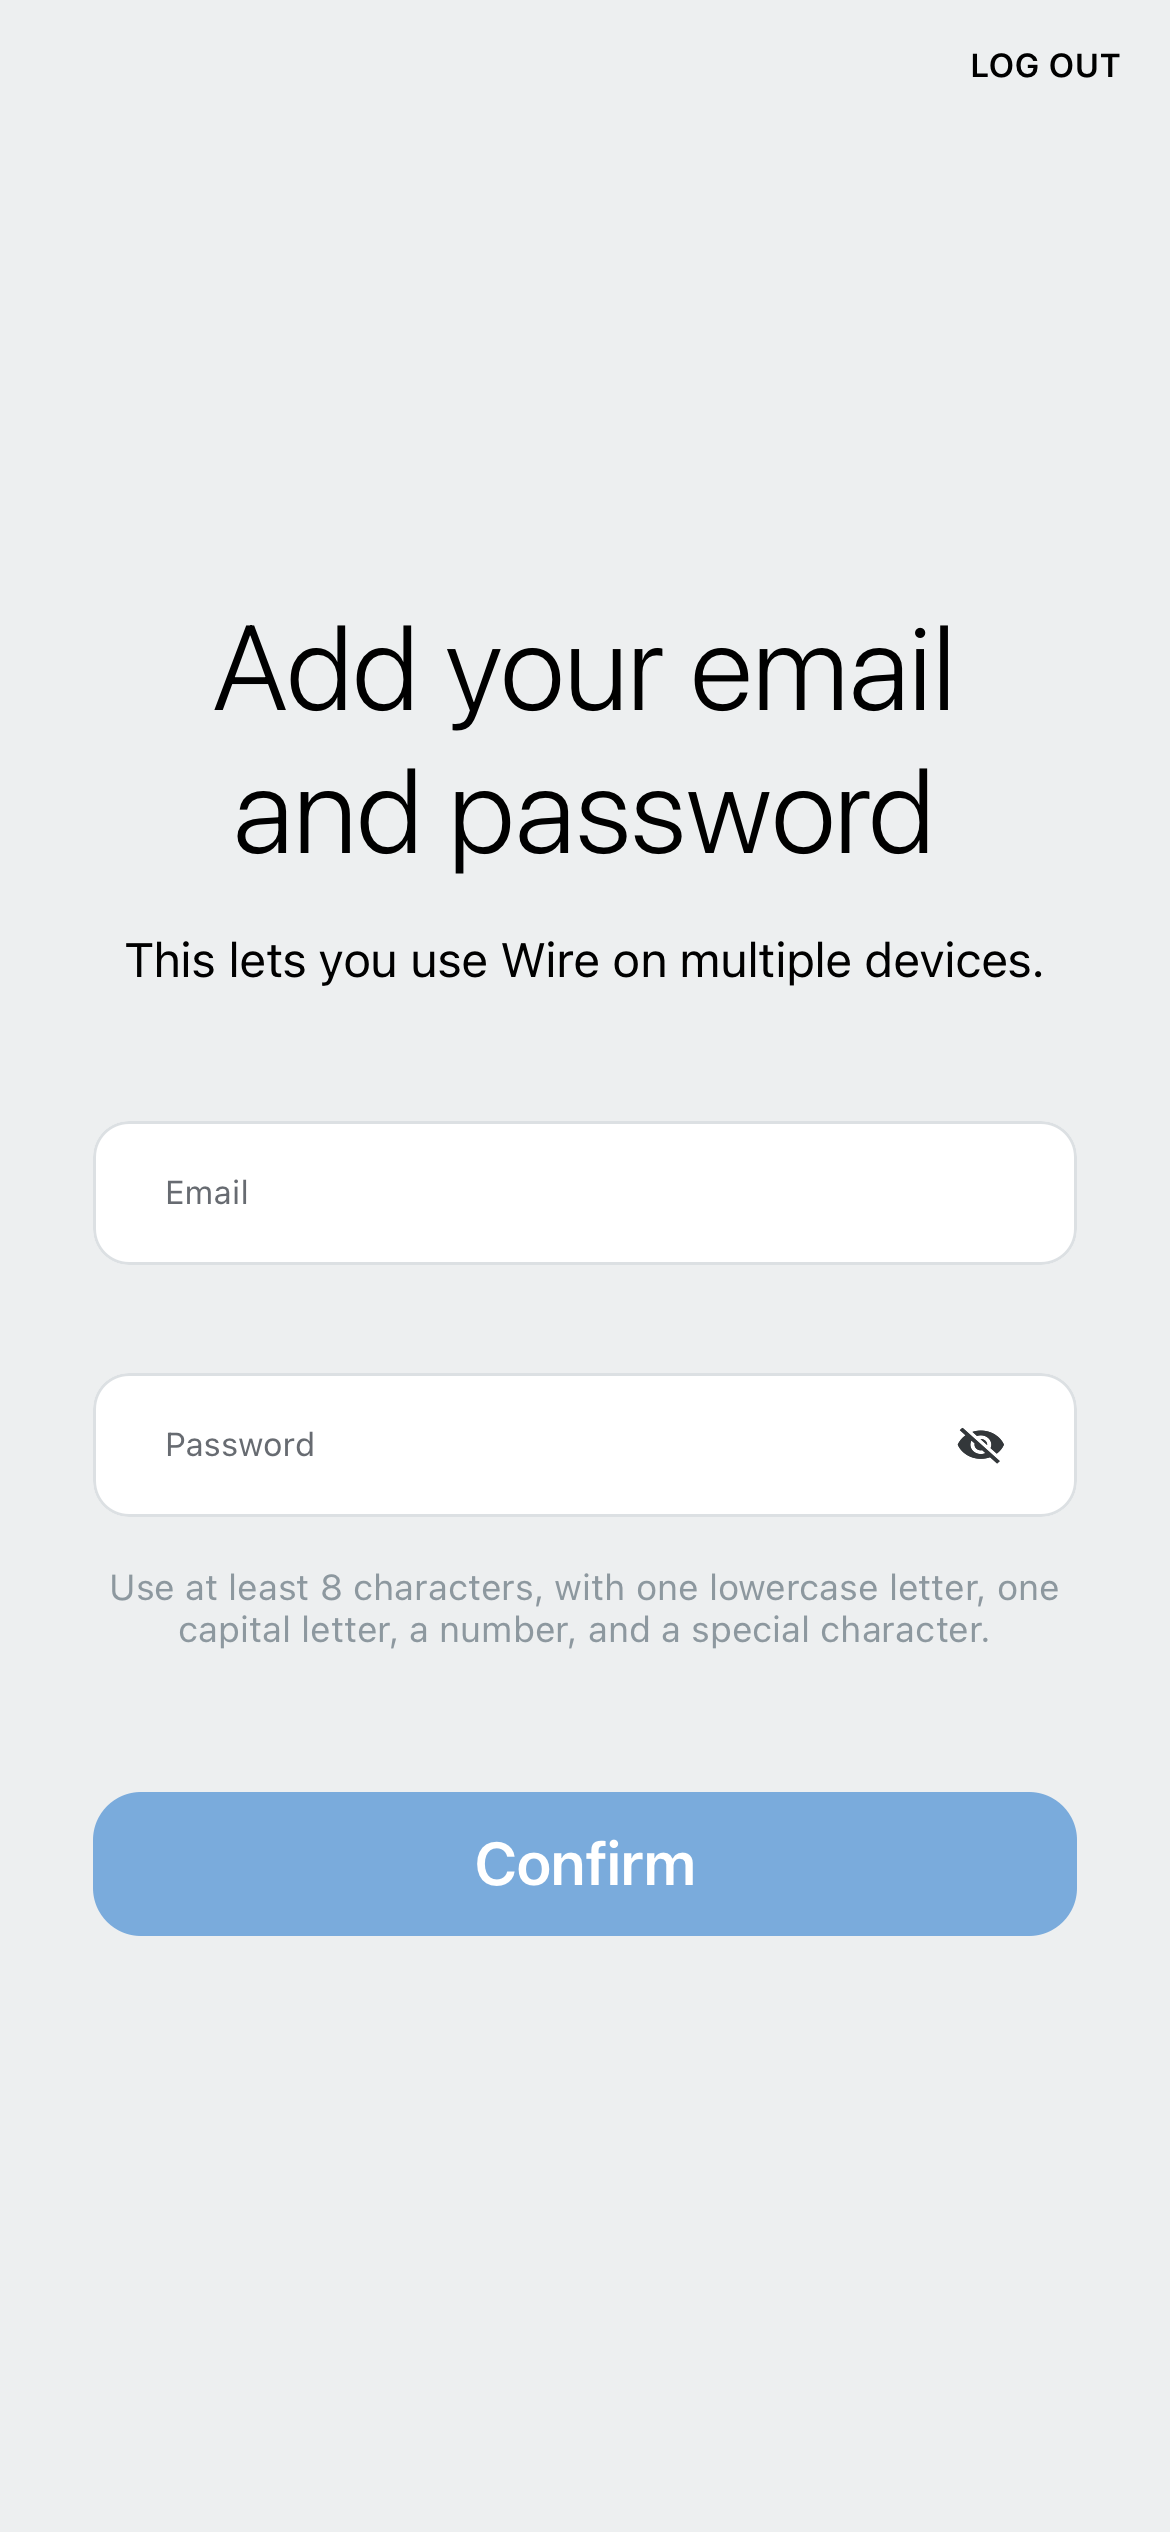 LOG OUT
Add your email
and password
This lets you use Wire on multiple devices.
Email
Password
Use at least 8 characters, with one lowercase letter, one
capital letter, a number, and a special character.
Confirm